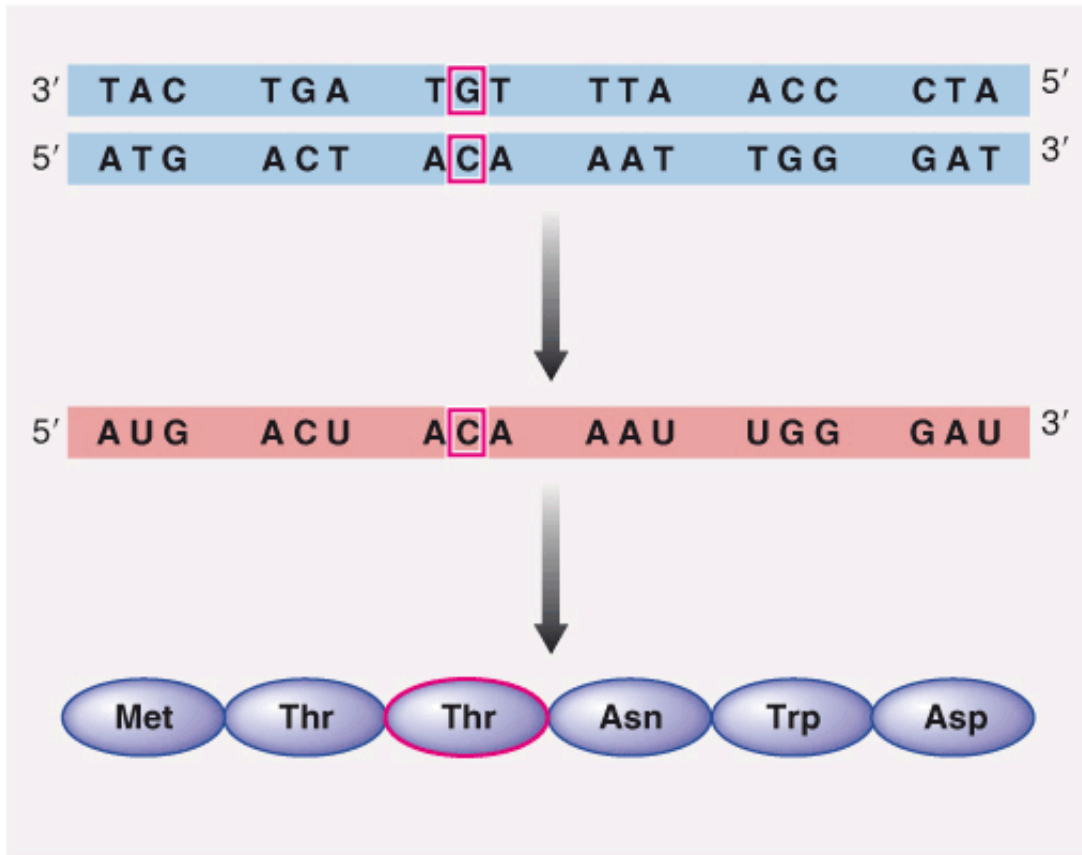 3′ TAC TGA TGT TTA ACC CTA 5′
5′ ATG ACT ACA AAT TGG GAT 3′
5′ AUG ACU ACA AAU UGG GAU 3′
Met Thr Thr Asn Trp Asp